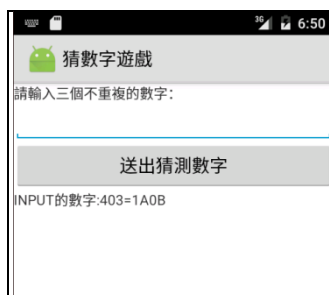 3G 6:50
猜數字遊戲
請輸入三個不重複的數字:
送出猜測數字
INPUT的數字:403=1A0B